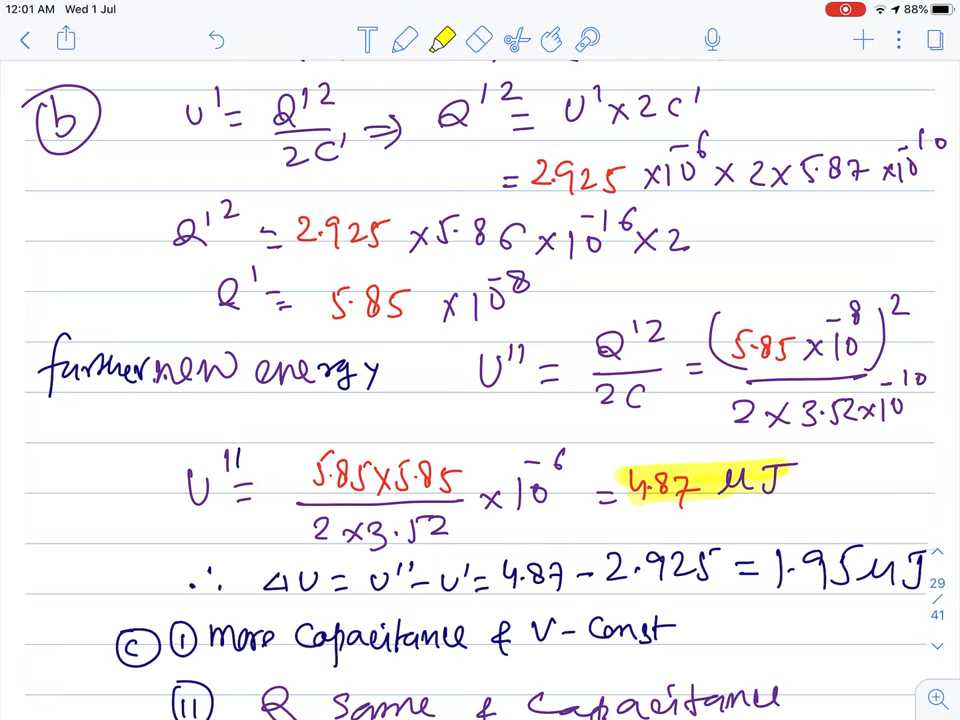 12:01 AM Wed 1 Jul 88%
b U' = Q'2 / 2C' ⇒ Q'2 = U' × 2C'
= 2.925 × 10^-6 × 2 × 5.87 × 10^-10
Q'2 = 2.925 × 5.86 × 10^-16 × 2
Q' = 5.85 × 10^-8
further new energy U'' = Q'2 / 2C = (5.85 × 10^-8)^2 / 2 × 3.52 × 10^-10
U'' = 5.85 × 5.85 / 2 × 3.52 × 10^-6 = 4.87 μJ
∴ ΔU = U'' - U' = 4.87 - 2.925 = 1.95 μJ
29 / 41
c i more Capacitance & V - Const
ii Q Same & Capacitance